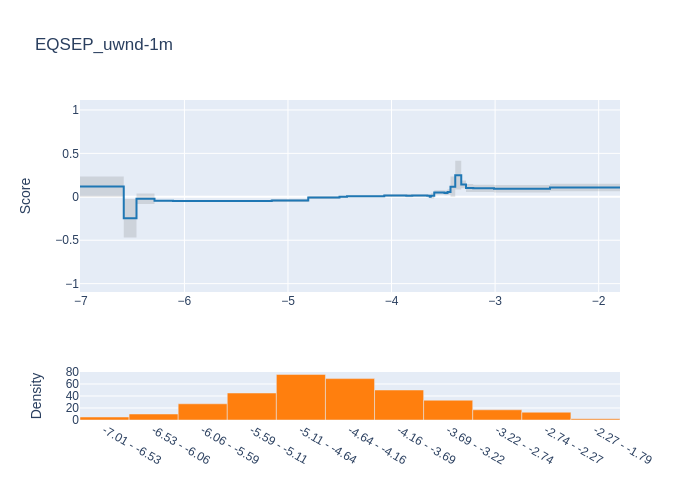 EQSEP_uwnd-1m
Score
1
0.5
0
−0.5
−1
−7
−6
−5
−4
−3
−2
Density
80
60
40
20
0
-7.01 - -6.53
-6.53 - -6.06
-6.06 - -5.59
-5.59 - -5.11
-5.11 - -4.64
-4.64 - -4.16
-4.16 - -3.69
-3.69 - -3.22
-3.22 - -2.74
-2.74 - -2.27
-2.27 - -1.79